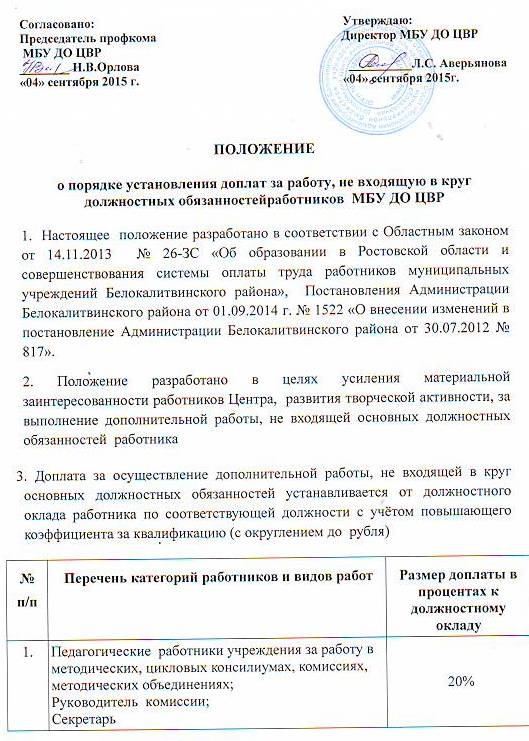 Согласовано:
Председатель профкома
МБУ ДО ЦВР
Н.В.Орлова
«04» сентября 2015 г.
Утверждаю:
Директор МБУ ДО ЦВР
Л.С. Аверьянова
«04» сентября 2015г.
ПОЛОЖЕНИЕ
о порядке установления доплат за работу, не входящую в круг
должностных обязанностейработников МБУ ДО ЦВР
1. Настоящее положение разработано в соответствии с Областным законом
от 14.11.2013 № 26-ЗС «Об образовании в Ростовской области и
совершенствования системы оплаты труда работников муниципальных
учреждений Белокалитвинского района», Постановления Администрации
Белокалитвинского района от 01.09.2014 г. № 1522 «О внесении изменений в
постановление Администрации Белокалитвинского района от 30.07.2012 №
817».
2. Положение разработано в целях усиления материальной
заинтересованности работников Центра, развития творческой активности, за
выполнение дополнительной работы, не входящей основных должностных
обязанностей работника
3. Доплата за осуществление дополнительной работы, не входящей в круг
основных должностных обязанностей устанавливается от должностного
оклада работника по соответствующей должности с учётом повышающего
коэффициента за квалификацию (с округлением до рубля)
№
п/п
Перечень категорий работников и видов работ
Размер доплаты в
процентах к
должностному
окладу
1.
Педагогические работники учреждения за работу в
методических, цикловых консилиумах, комиссиях,
методических объединениях;
Руководитель комиссии;
Секретарь
20%